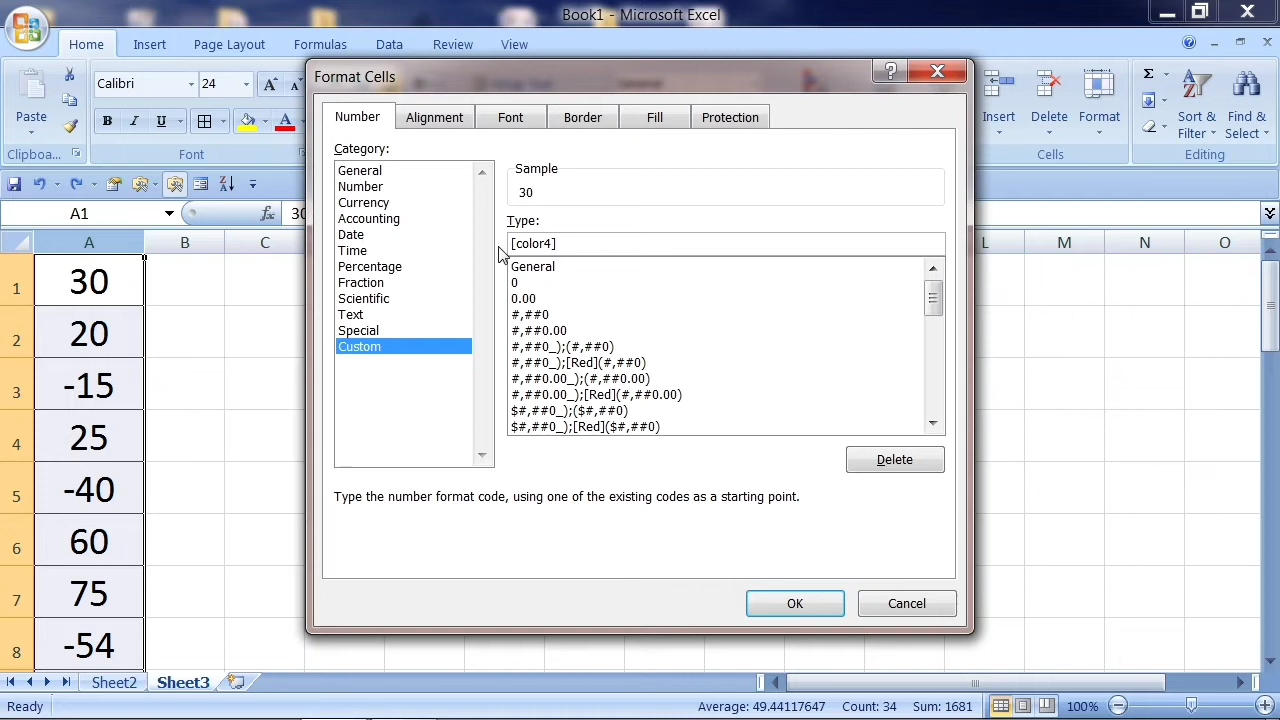 Book1 - Microsoft Excel
Home Insert Page Layout Formulas Data Review View
Calibri 24 A A
Paste
B I U A
Insert Delete Format
Σ
Sort & Filter
Find & Select
Clipboa... Font Cells Editing
A1 fx 30
A B C L M N O
1 30
2 20
3 -15
4 25
5 -40
6 60
7 75
8 -54
Format Cells
Number Alignment Font Border Fill Protection
Category:
General
Number
Currency
Accounting
Date
Time
Percentage
Fraction
Scientific
Text
Special
Custom
Sample
30
Type:
[color4]
General
0
0.00
#,##0
#,##0.00
#,##0_);(#,##0)
#,##0_);[Red](#,##0)
#,##0.00_);(#,##0.00)
#,##0.00_);[Red](#,##0.00)
$#,##0_);($#,##0)
$#,##0_);[Red]($#,##0)
Delete
Type the number format code, using one of the existing codes as a starting point.
OK Cancel
Sheet2 Sheet3
Ready Average: 49.44117647 Count: 34 Sum: 1681 100%